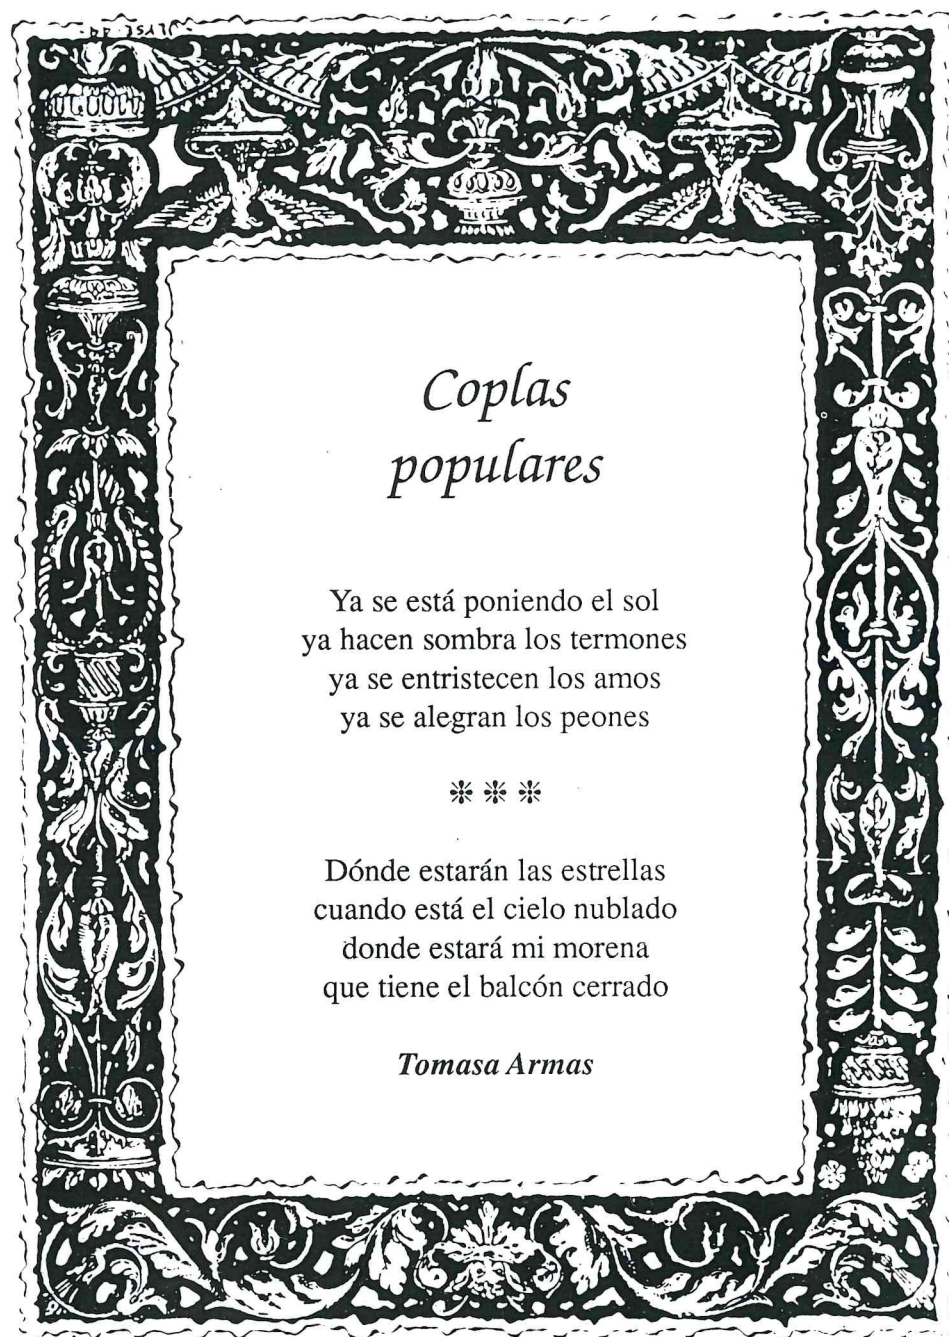 Coplas
populares
Ya se está poniendo el sol
ya hacen sombra los termones
ya se entristecen los amos
ya se alegran los peones
Dónde estarán las estrellas
cuando está el cielo nublado
donde estará mi morena
que tiene el balcón cerrado
Tomasa Armas